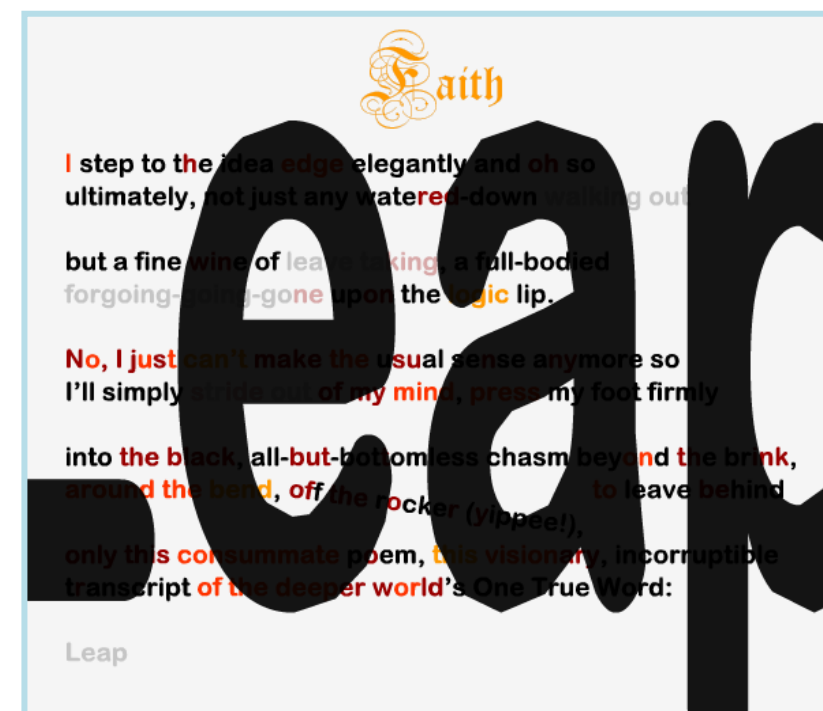 Faith
I step to the idea edge elegantly and oh so
ultimately, not just any watered-down walking out
but a fine wine of leave taking, a full-bodied
forgoing-going-gone upon the logic lip.
No, I just can't make the usual sense anymore so
I'll simply stride out of my mind, press my foot firmly
into the black, all-but-bottomless chasm beyond the brink,
around the bend, off the rocker (yippee!), to leave behind
only this consummate poem, this visionary, incorruptible
transcript of the deeper world's One True Word:
Leap
Leap